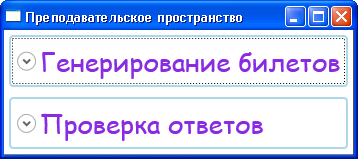 Преподавательское пространство
Генерирование билетов
Проверка ответов